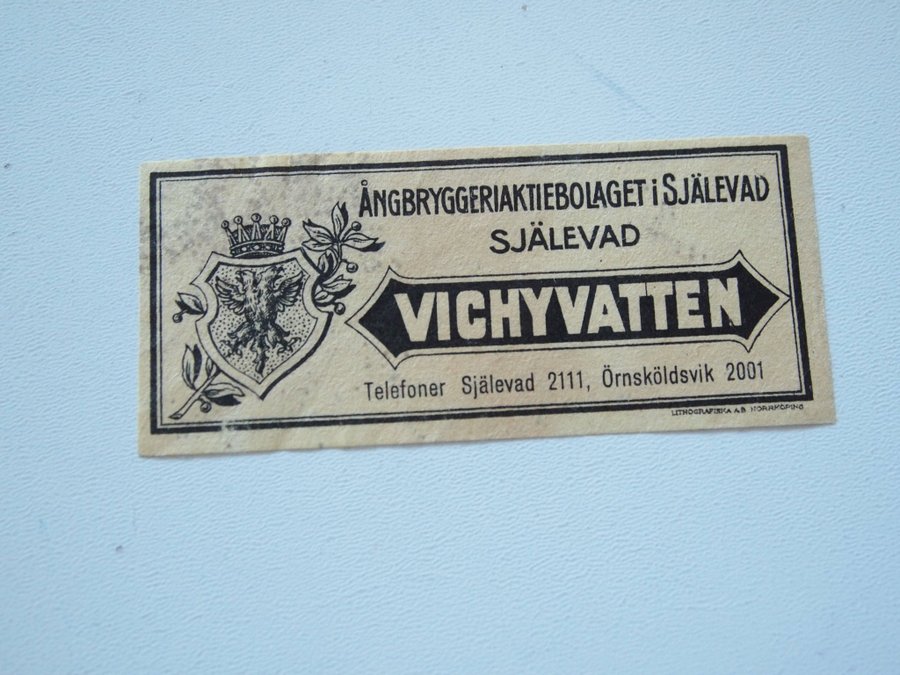 ÅNGBRYGGERIAKTIEBOLAGET i SJÄLEVAD
SJÄLEVAD
VICHYVATTEN
Telefoner Själevad 2111, Örnsköldsvik 2001
LITHOGRAFISKA A.B. NORRKÖPING